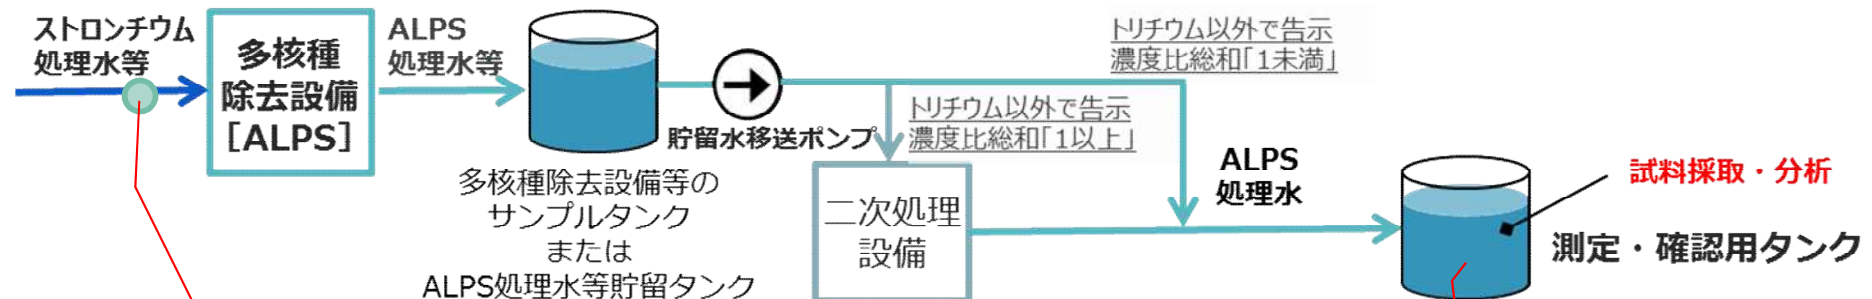 ストロンチウム
処理水等
多核種
除去設備
［ALPS］
ALPS
処理水等
貯留水移送ポンプ
多核種除去設備等の
サンプルタンク
または
ALPS処理水等貯留タンク
トリチウム以外で告示
濃度比総和「1未満」
トリチウム以外で告示
濃度比総和「1以上」
二次処理
設備
ALPS
処理水
試料採取・分析
測定・確認用タンク